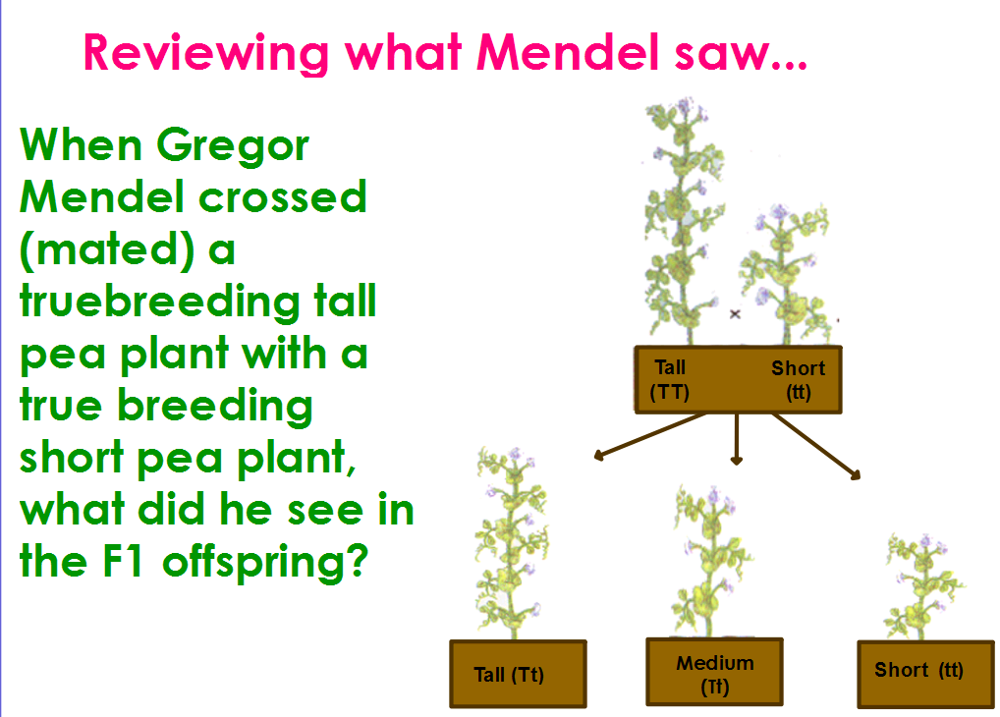 Reviewing what Mendel saw...
When Gregor
Mendel crossed
(mated) a
truebreeding tall
pea plant with a
true breeding
short pea plant,
what did he see in
the F1 offspring?
x
Tall
(TT)
Short
(tt)
Tall (Tt)
Medium
(Tt)
Short (tt)